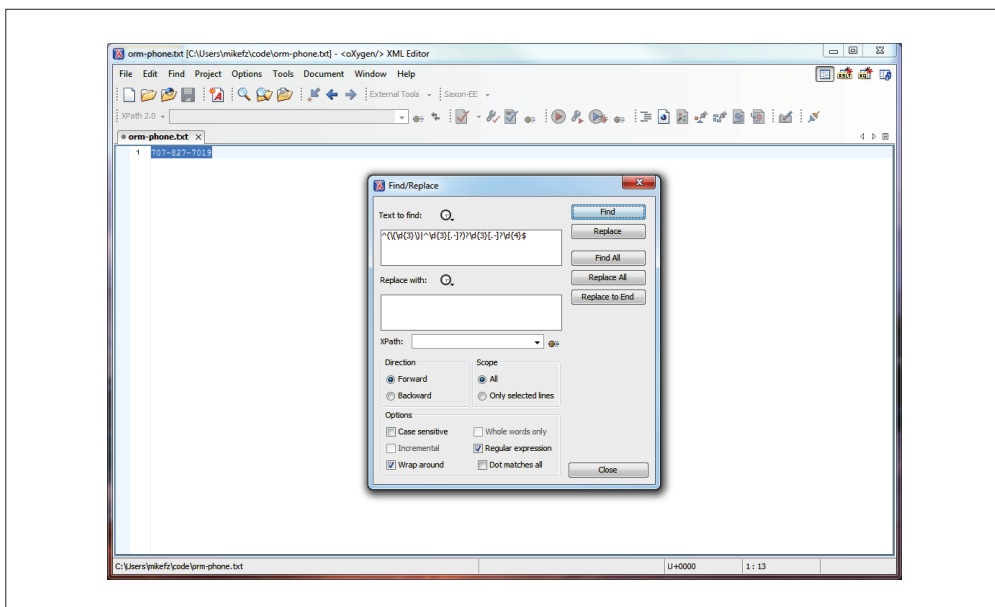 orm-phone.txt [C:\Users\mikefz\code\orm-phone.txt] - <oXygen/> XML Editor
File Edit Find Project Options Tools Document Window Help
External Tools Saxon-EE
XPath 2.0
orm-phone.txt
1 707-827-7019
Find/Replace
Text to find:
^(\(\d{3}\)|^\d{3}[.-]?)?\d{3}[.-]?\d{4}$
Replace with:
XPath:
Direction
Forward
Backward
Scope
All
Only selected lines
Options
Case sensitive
Whole words only
Incremental
Regular expression
Wrap around
Dot matches all
Find
Replace
Find All
Replace All
Replace to End
Close
C:\Users\mikefz\code\orm-phone.txt U+0000 1 : 13